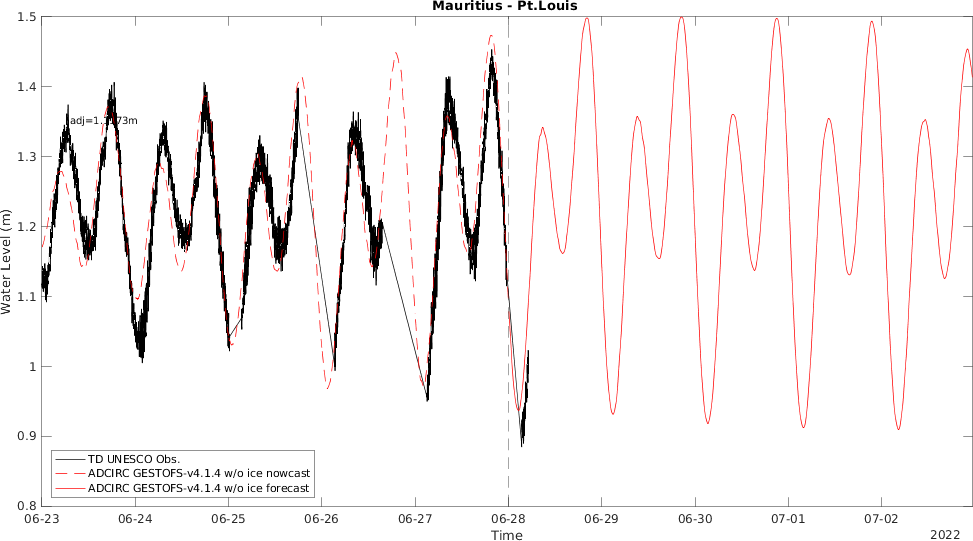 Mauritius - Pt.Louis
1.5
1.4
1.3
1.2
1.1
1
0.9
0.8
Water Level (m)
TD UNESCO Obs.
ADCIRC GESTOFS-v4.1.4 w/o ice nowcast
ADCIRC GESTOFS-v4.1.4 w/o ice forecast
06-23 06-24 06-25 06-26 06-27 06-28 06-29 06-30 07-01 07-02
Time
2022